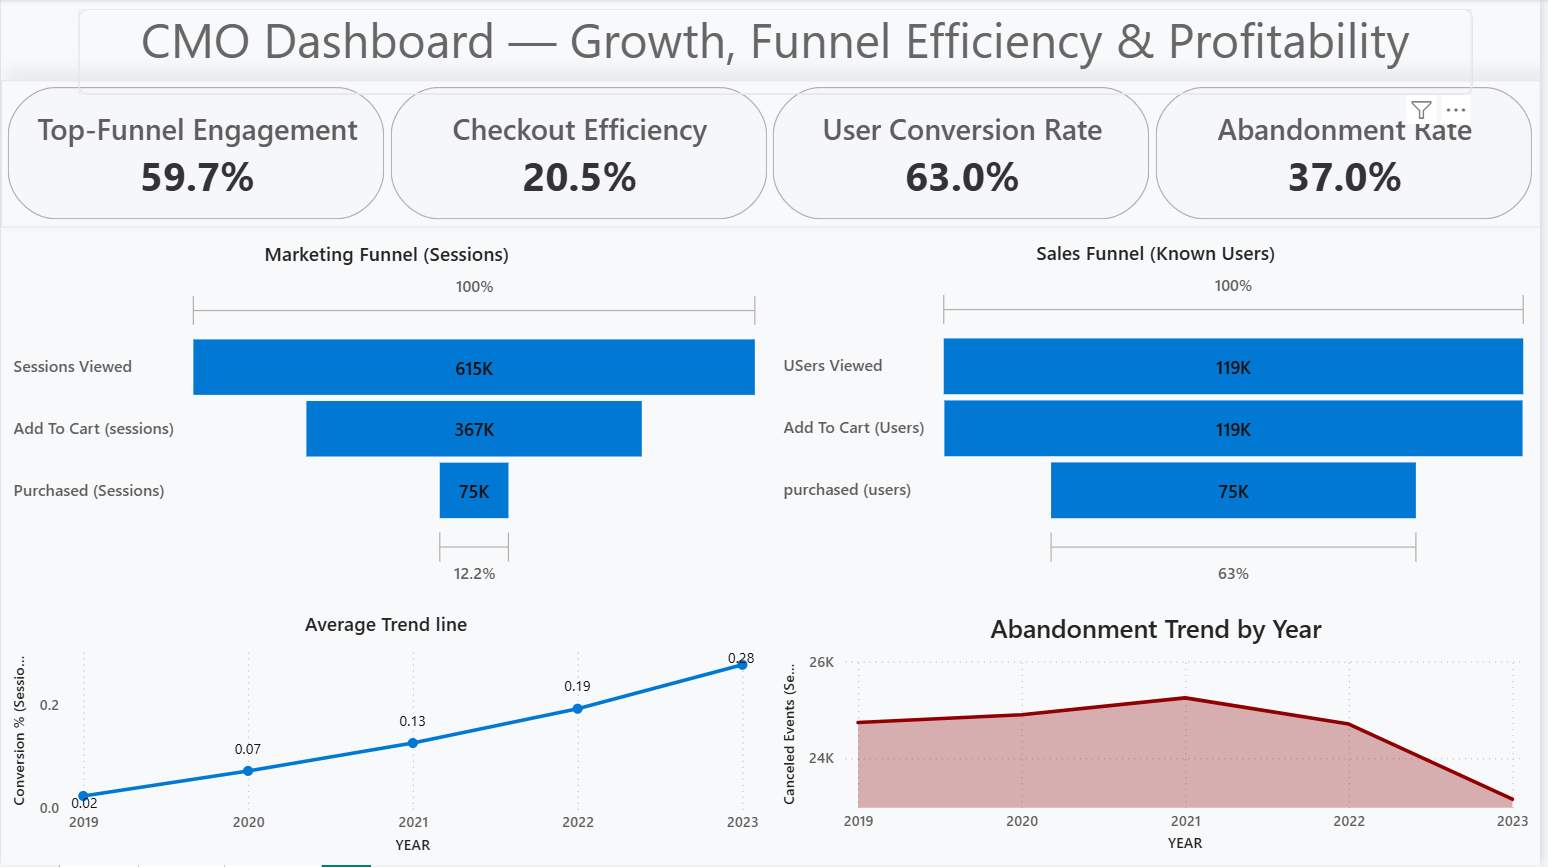 CMO Dashboard — Growth, Funnel Efficiency & Profitability
Top-Funnel Engagement
59.7%
Checkout Efficiency
20.5%
User Conversion Rate
63.0%
Abandonment Rate
37.0%
Marketing Funnel (Sessions)
100%
Sessions Viewed
615K
Add To Cart (sessions)
367K
Purchased (Sessions)
75K
12.2%
Sales Funnel (Known Users)
100%
USers Viewed
119K
Add To Cart (Users)
119K
purchased (users)
75K
63%
Average Trend line
Conversion % (Sessio...
0.2
0.0
0.02
0.07
0.13
0.19
0.28
2019
2020
2021
2022
2023
YEAR
Abandonment Trend by Year
Canceled Events (Se...
26K
24K
2019
2020
2021
2022
2023
YEAR